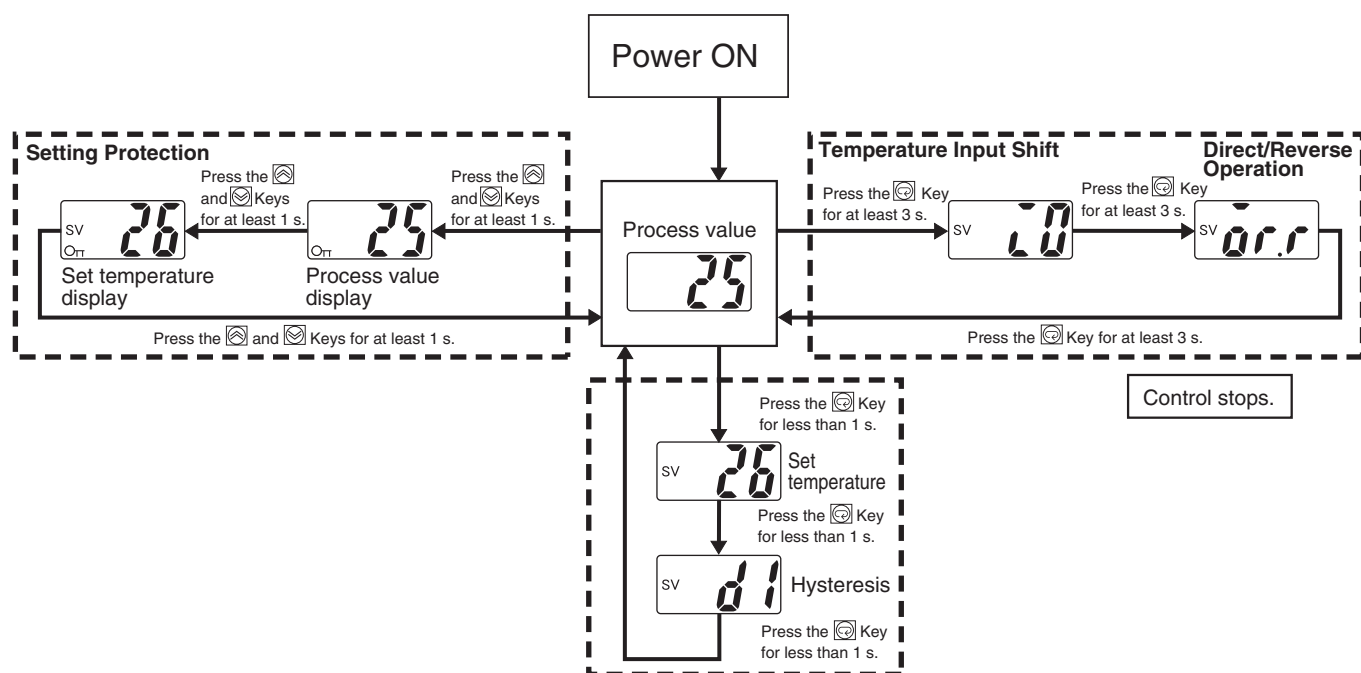 Power ON
Setting Protection
Press the
and Keys
for at least 1 s.
Press the
and Keys
for at least 1 s.
SV
26
Set temperature
display
25
Process value
display
Press the and Keys for at least 1 s.
Process value
25
Temperature Input Shift
Direct/Reverse
Operation
Press the Key
for at least 3 s.
Press the Key
for at least 3 s.
SV
SV
or.r
Press the Key for at least 3 s.
Control stops.
Press the Key
for less than 1 s.
SV
26
Set
temperature
Press the Key
for less than 1 s.
SV
d1
Hysteresis
Press the Key
for less than 1 s.